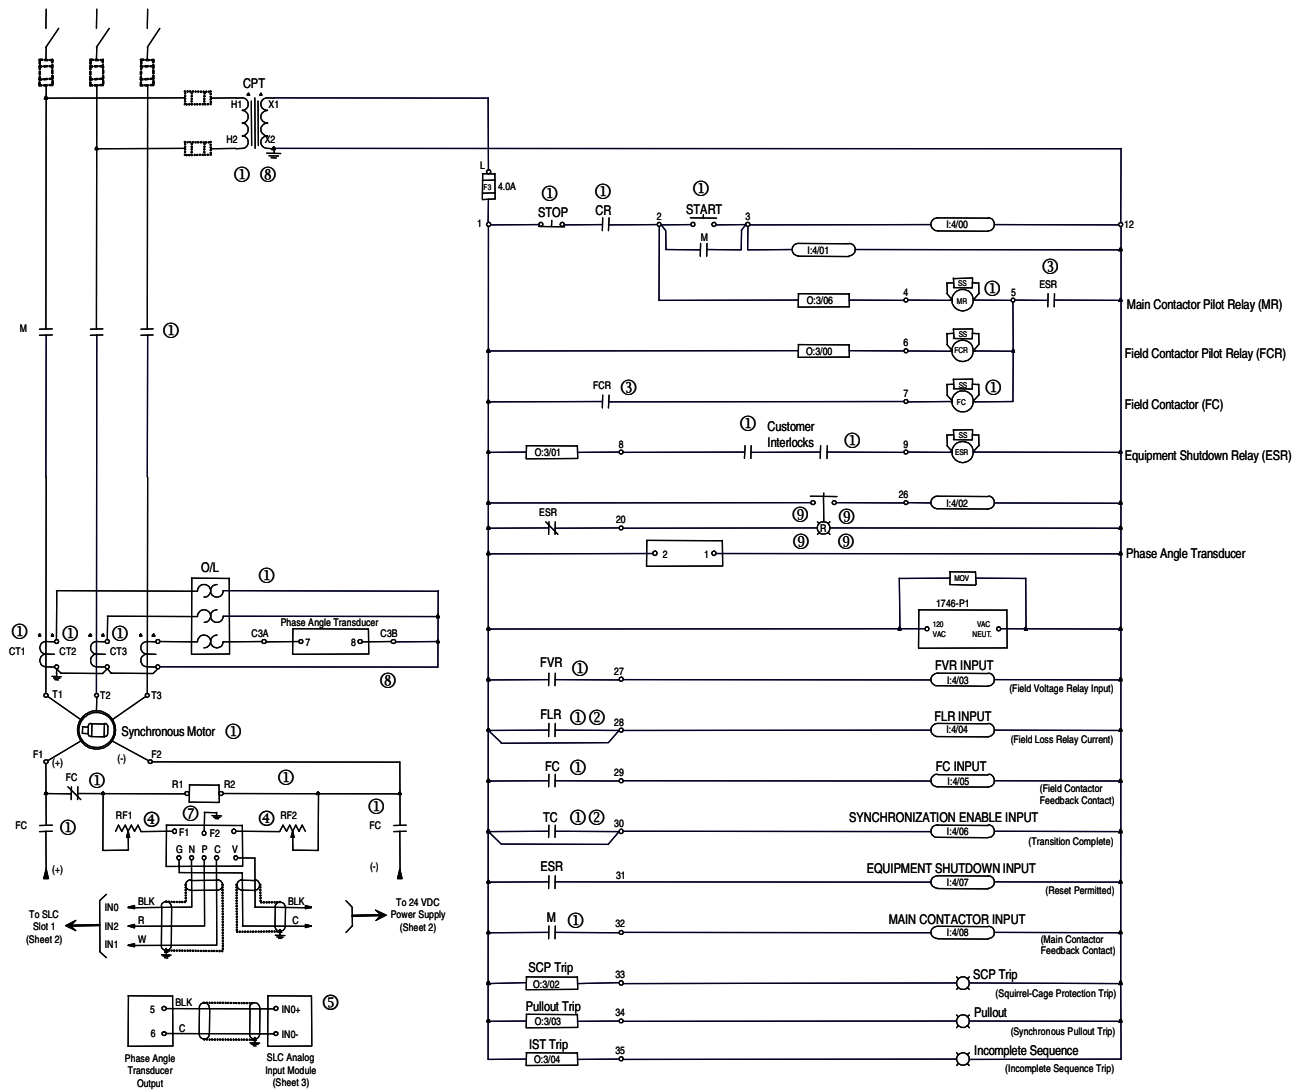 CPT
H1 X1
H2 X2
① ⑧
L
F3 4.0A
① ① ①
STOP CR START
1 2 3 I:4/00 12
M I:4/01
③
ESR
SS
O:3/06 4 MR ① 5
Main Contactor Pilot Relay (MR)
M ①
SS
O:3/00 6 FCR
Field Contactor Pilot Relay (FCR)
FCR ③ 7 SS FC ①
Field Contactor (FC)
① Customer
Interlocks ①
O:3/01 8 9 SS ESR
Equipment Shutdown Relay (ESR)
26 I:4/02
⑨ ⑨
ESR 20 R
⑨ ⑨
2 1
Phase Angle Transducer
O/L ①
MOV
1746-P1
120
VAC
VAC
NEUT.
Phase Angle Transducer
C3A 7 8 C3B
① ① ①
CT1 CT2 CT3
⑧
T1 T2 T3
Synchronous Motor ①
F1 (+) (-) F2
FVR ① 27 FVR INPUT
I:4/03
(Field Voltage Relay Input)
FLR ① ② 28 FLR INPUT
I:4/04
(Field Loss Relay Current)
FC ① 29 FC INPUT
I:4/05
(Field Contactor
Feedback Contact)
TC ① ② 30 SYNCHRONIZATION ENABLE INPUT
I:4/06
(Transition Complete)
ESR 31 EQUIPMENT SHUTDOWN INPUT
I:4/07
(Reset Permitted)
M ① 32 MAIN CONTACTOR INPUT
I:4/08
(Main Contactor
Feedback Contact)
SCP Trip 33 SCP Trip
O:3/02
(Squirrel-Cage Protection Trip)
Pullout Trip 34 Pullout
O:3/03
(Synchronous Pullout Trip)
IST Trip 35 Incomplete Sequence
O:3/04
(Incomplete Sequence Trip)
FC ① R1 R2 ①
RF1 ④ ⑦ ④ RF2
FC ① F1 F2 ① FC
G N P C V
(+) (-)
To SLC
Slot 1
(Sheet 2)
IN0 BLK
IN2 R
IN1 W
BLK
C
To 24 VDC
Power Supply
(Sheet 2)
5 BLK IN0+ ⑤
6 C IN0-
Phase Angle
Transducer
Output
SLC Analog
Input Module
(Sheet 3)